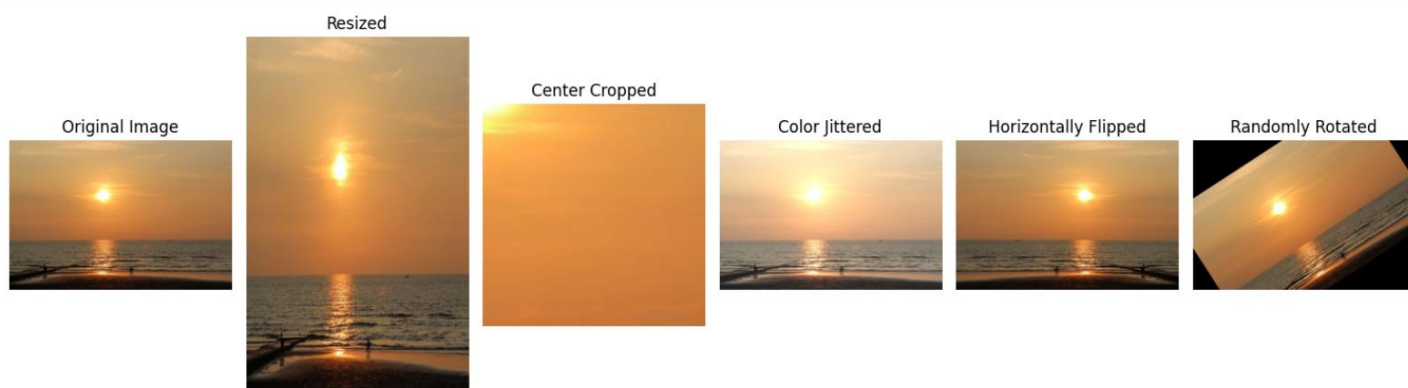 Original Image
Resized
Center Cropped
Color Jittered
Horizontally Flipped
Randomly Rotated